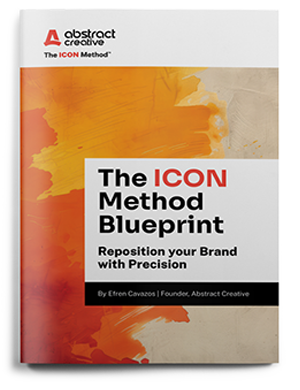 abstract
creative
The ICON Method™
The ICON
Method
Blueprint
Reposition your Brand
with Precision
By Efren Cavazos | Founder, Abstract Creative